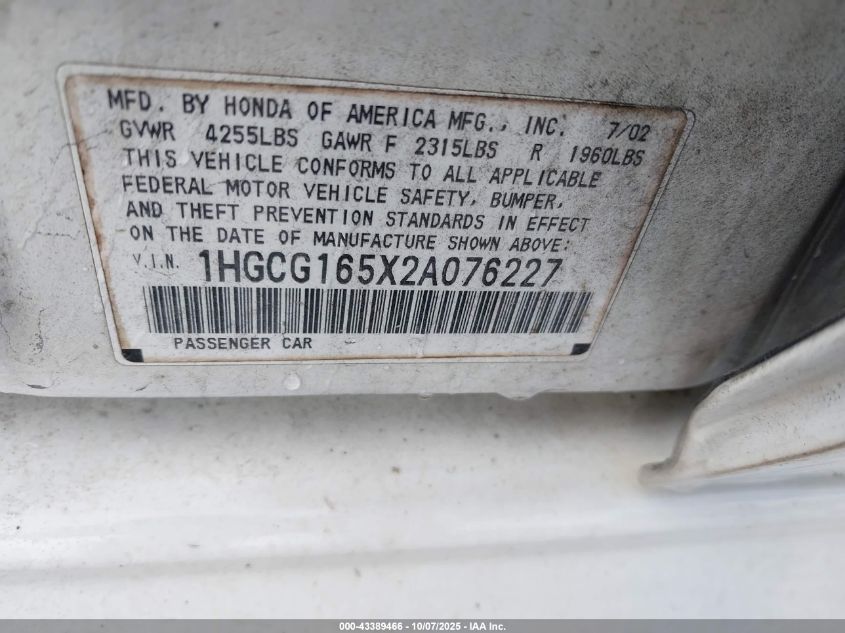 MFD. BY HONDA OF AMERICA MFG., INC. 7/02
GVWR 4255LBS GAWR F 2315LBS R 1960LBS
THIS VEHICLE CONFORMS TO ALL APPLICABLE
FEDERAL MOTOR VEHICLE SAFETY, BUMPER,
AND THEFT PREVENTION STANDARDS IN EFFECT
ON THE DATE OF MANUFACTURE SHOWN ABOVE:
V.I.N. 1HGCG165X2A076227
PASSENGER CAR
000-43389466 - 10/07/2025 - IAA Inc.